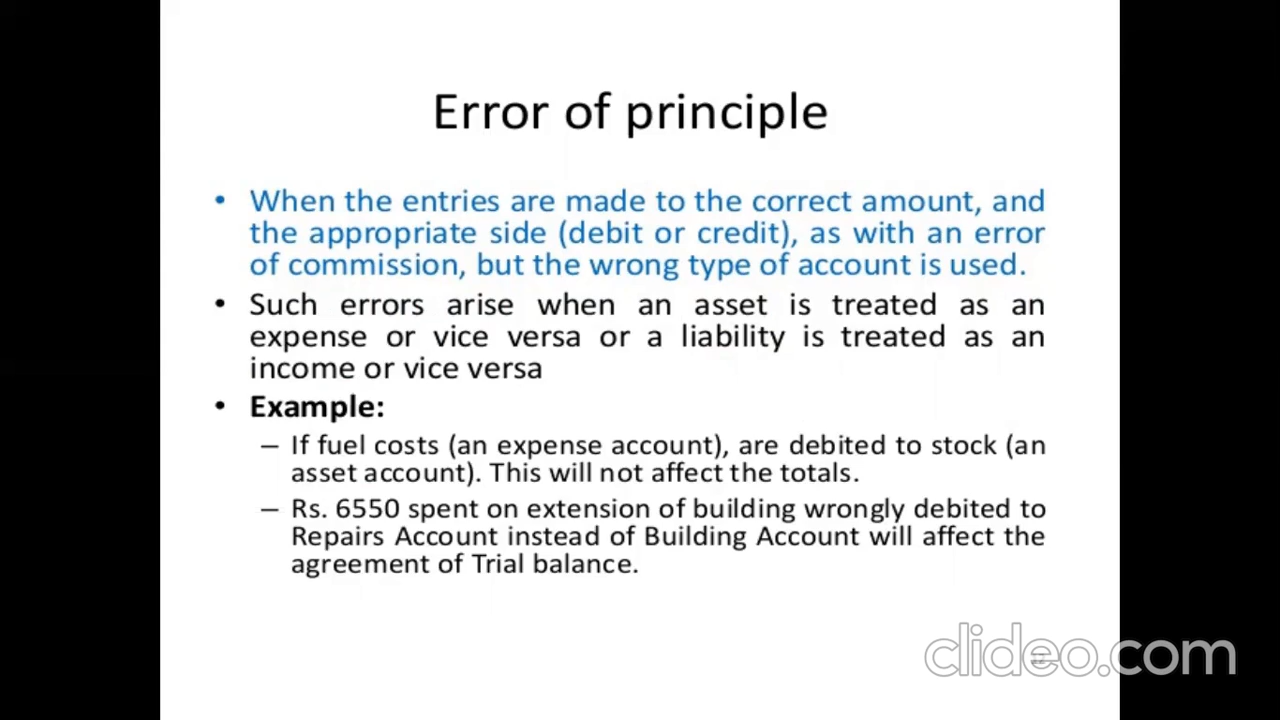 Error of principle
• When the entries are made to the correct amount, and
the appropriate side (debit or credit), as with an error
of commission, but the wrong type of account is used.
• Such errors arise when an asset is treated as an
expense or vice versa or a liability is treated as an
income or vice versa
• Example:
– If fuel costs (an expense account), are debited to stock (an
asset account). This will not affect the totals.
– Rs. 6550 spent on extension of building wrongly debited to
Repairs Account instead of Building Account will affect the
agreement of Trial balance.
clideo.com